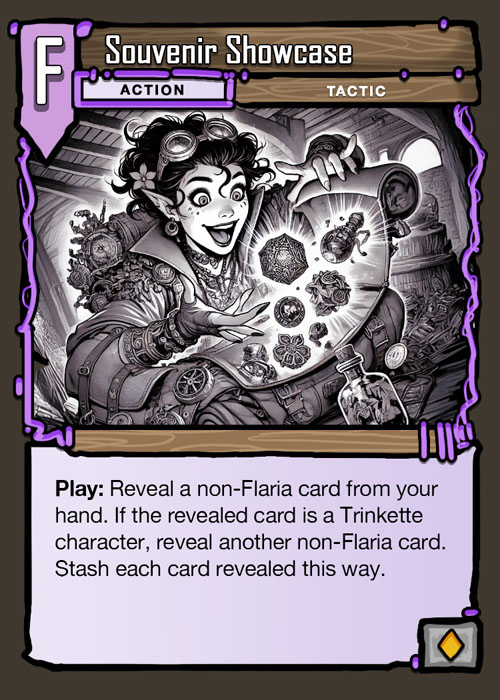 F
Souvenir Showcase
ACTION
TACTIC
Play: Reveal a non-Flaria card from your
hand. If the revealed card is a Trinkette
character, reveal another non-Flaria card.
Stash each card revealed this way.